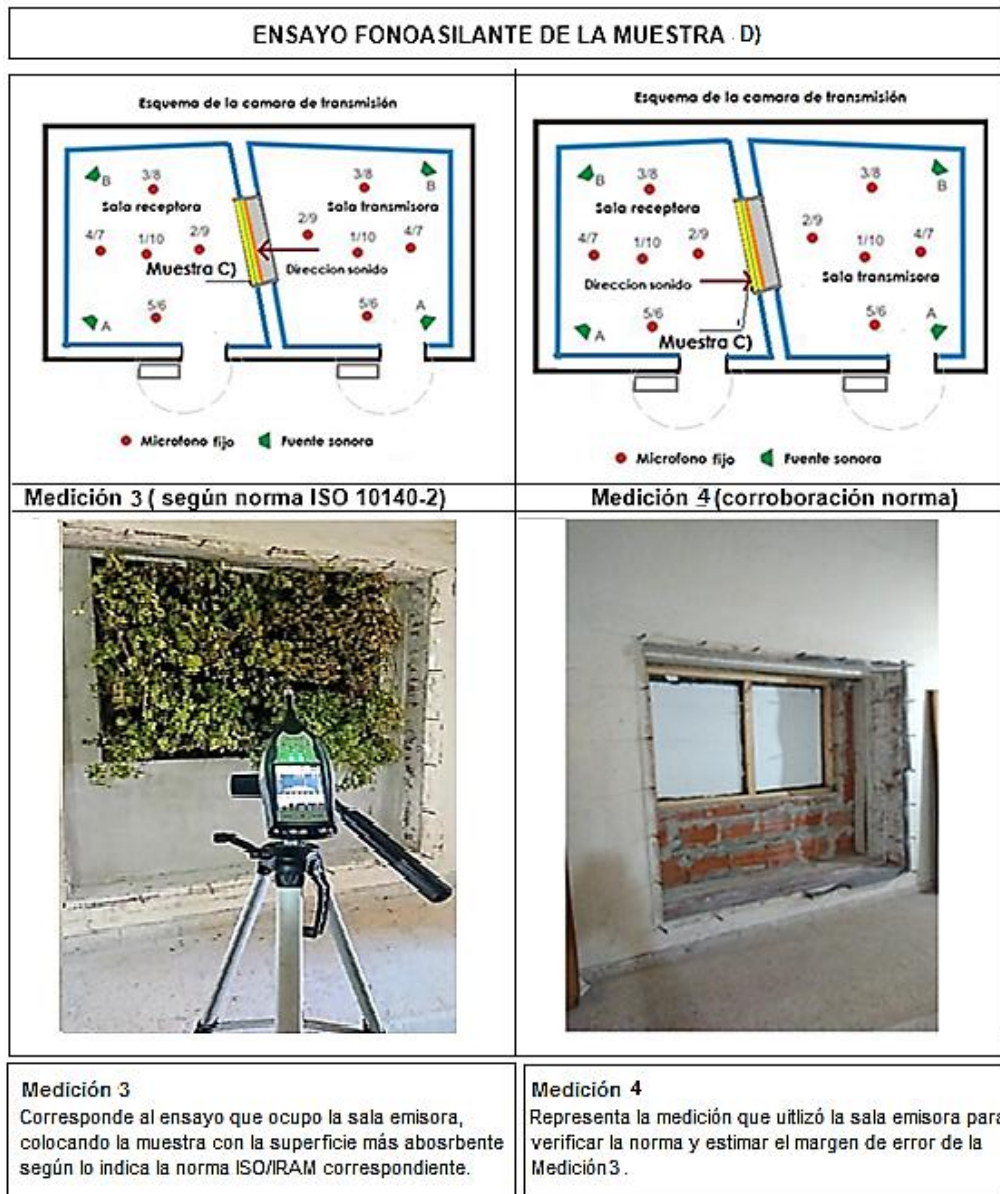 ENSAYO FONOASILANTE DE LA MUESTRA D)
Esquema de la camara de transmisión
B
3/8
3/8
B
Sala receptora
Sala transmisora
4/7
1/10
2/9
2/9
1/10
4/7
Muestra C)
Direccion sonido
5/6
5/6
A
A
Microfono fijo
Fuente sonora
Medición 3 ( según norma ISO 10140-2)
Esquema de la camara de transmisión
B
3/8
3/8
B
Sala receptora
4/7
1/10
2/9
2/9
1/10
4/7
Direccion sonido
Sala transmisora
5/6
5/6
A
A
Muestra C)
Microfono fijo
Fuente sonora
Medición 4 (corroboración norma)
Medición 3
Corresponde al ensayo que ocupo la sala emisora,
colocando la muestra con la superficie más abosrbente
según lo indica la norma ISO/IRAM correspondiente.
Medición 4
Representa la medición que uitlizó la sala emisora para
verificar la norma y estimar el margen de error de la
Medición3 .